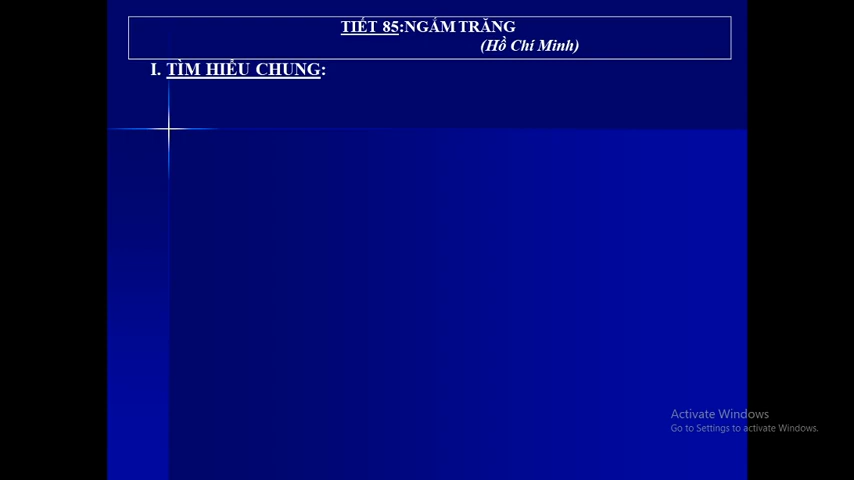 TIẾT 85:NGẮM TRĂNG
(Hồ Chí Minh)
I. TÌM HIỂU CHUNG:
Activate Windows
Go to Settings to activate Windows.